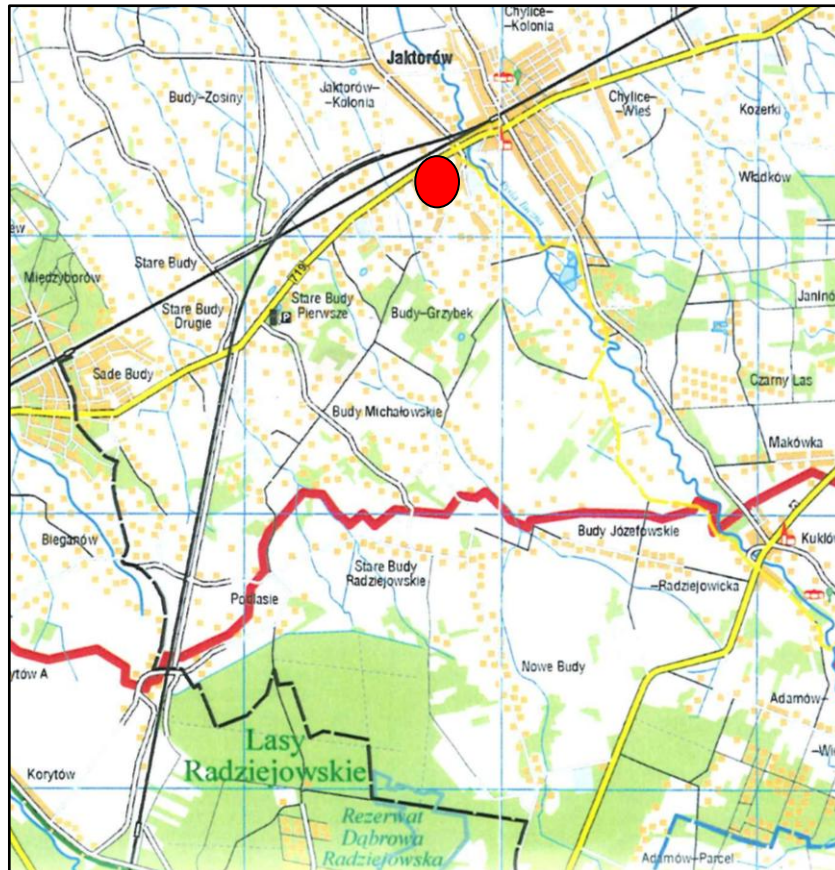 Chylice-
-Kolonia
Jaktorów
Jaktorów-
-Kolonia
Budy-Zosiny
Chylice-
-Wieś
Kozerki
Władków
Międzyborów
Stare Budy
Stare Budy
Drugie
719
Stare Budy
Pierwsze
Budy-Grzybek
P
Sade Budy
Czarny Las
Budy Michałowskie
Makówka
Bieganów
Budy Józefowskie
Stare Budy
Radziejowskie
-Radziejowicka
Podlasie
Nowe Budy
ytów A
Adamów-
Lasy
Radziejowskie
Korytów
Rezerwat
Dąbrowa
Radziejowska
Adamów-Parcel